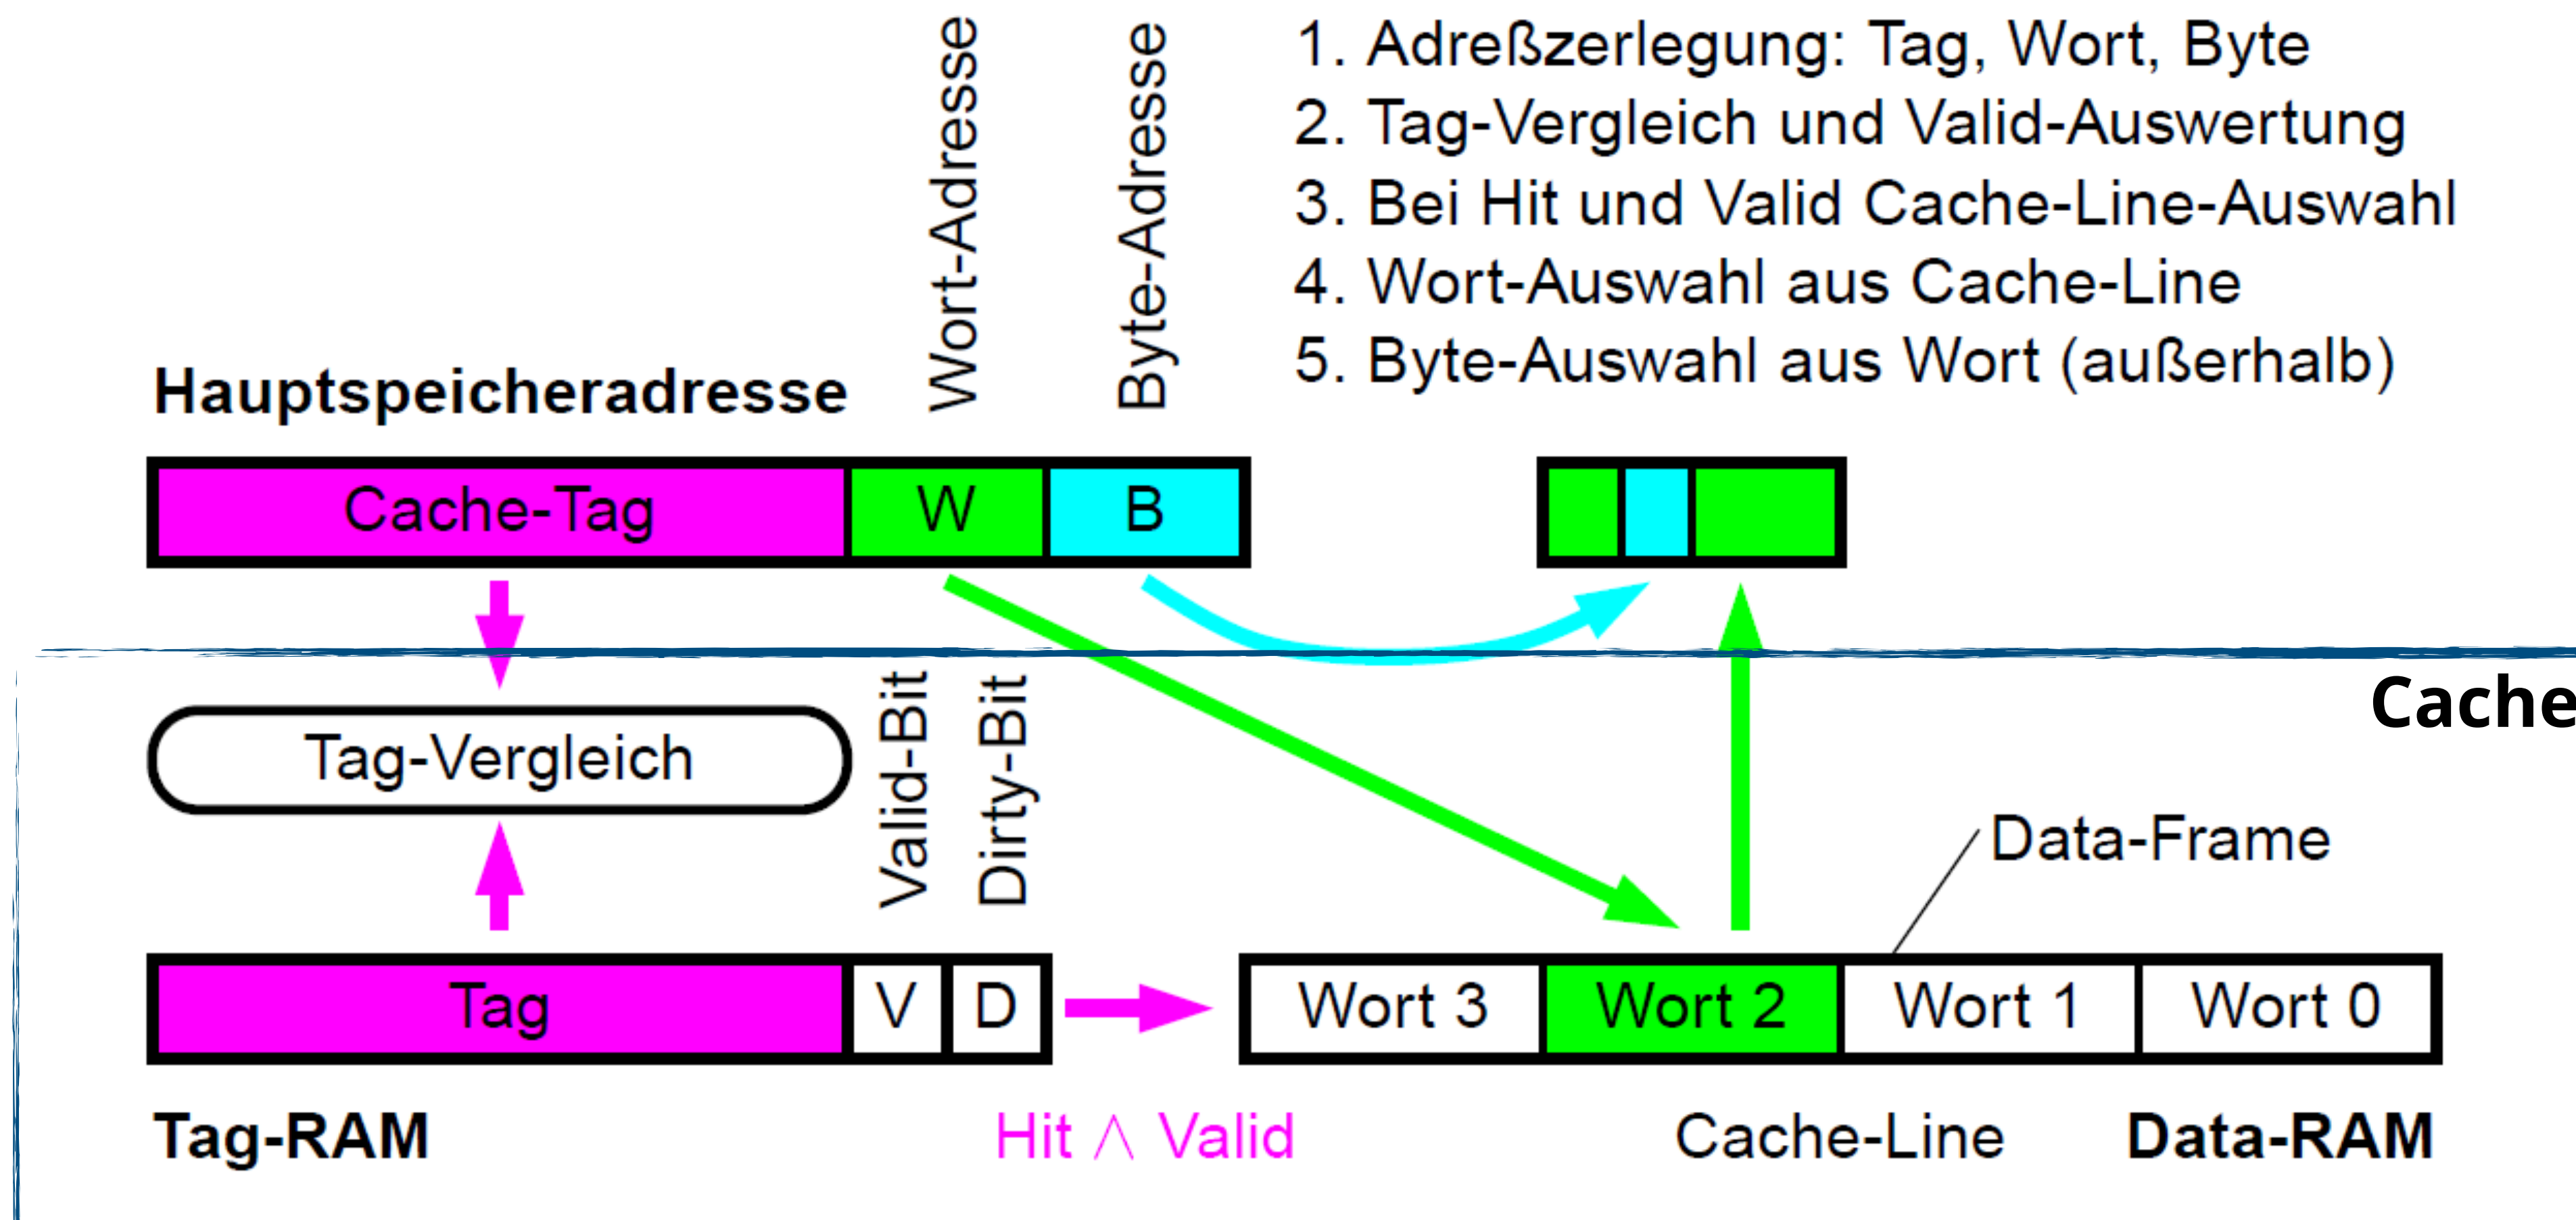 Wort-Adresse
Byte-Adresse
1. Adreßzerlegung: Tag, Wort, Byte
2. Tag-Vergleich und Valid-Auswertung
3. Bei Hit und Valid Cache-Line-Auswahl
4. Wort-Auswahl aus Cache-Line
5. Byte-Auswahl aus Wort (außerhalb)
Hauptspeicheradresse
Cache-Tag
W
B
Cache
Tag-Vergleich
Valid-Bit
Dirty-Bit
Data-Frame
Tag
V
D
Wort 3
Wort 2
Wort 1
Wort 0
Tag-RAM
Hit ∧ Valid
Cache-Line
Data-RAM